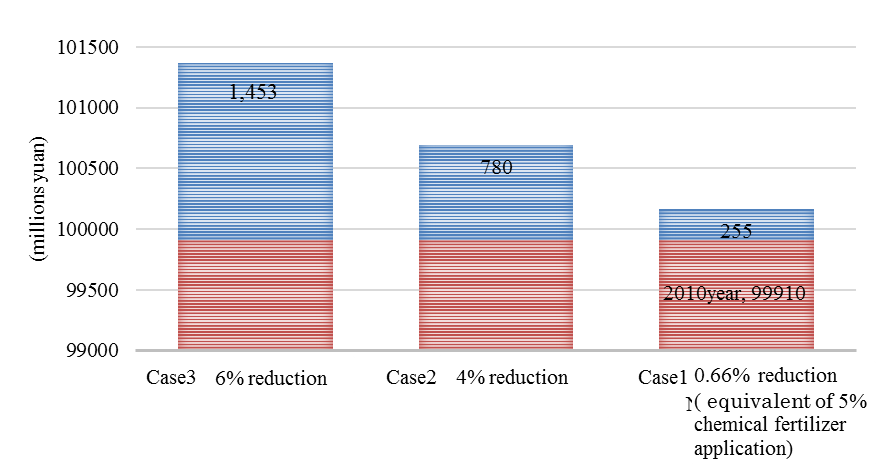 101500
101000
100500
100000
99500
99000
(millions yuan)
1,453
780
255
2010year, 99910
Case3 6% reduction
Case2 4% reduction
Case1 0.66% reduction
( equivalent of 5%
chemical fertilizer
application)